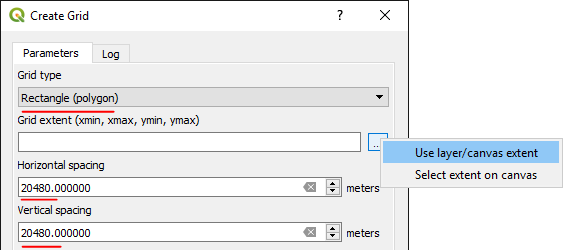 Create Grid
?
Parameters
Log
Grid type
Rectangle (polygon)
Grid extent (xmin, xmax, ymin, ymax)
...
Use layer/canvas extent
Select extent on canvas
Horizontal spacing
20480.000000
meters
Vertical spacing
20480.000000
meters